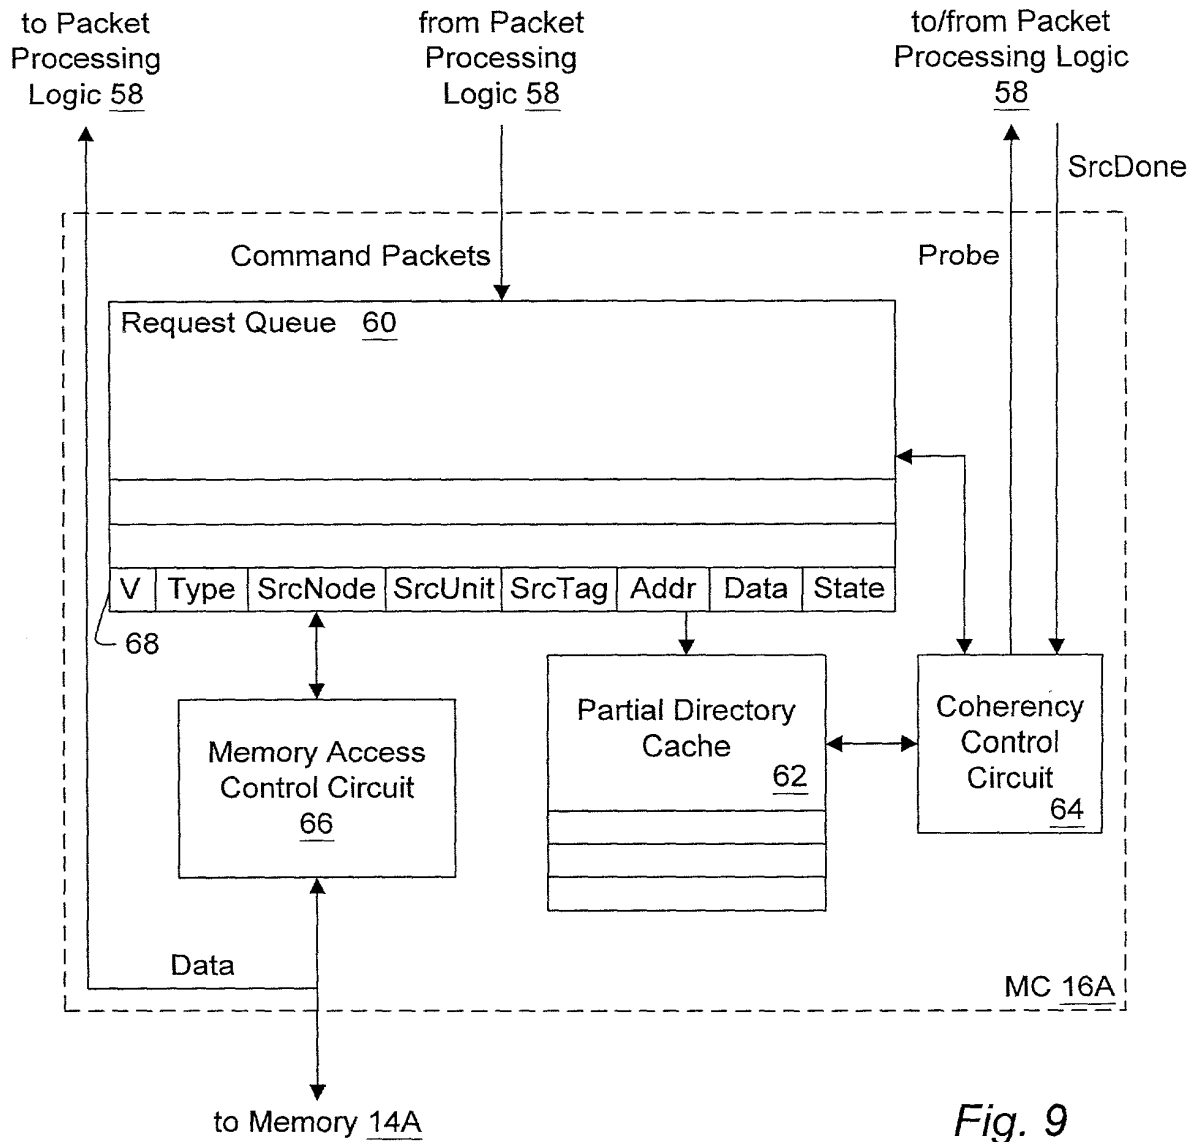 to Packet
Processing
Logic 58
from Packet
Processing
Logic 58
to/from Packet
Processing Logic
58
SrcDone
Command Packets
Probe
Request Queue 60
V Type SrcNode SrcUnit SrcTag Addr Data State
68
Memory Access
Control Circuit
66
Partial Directory
Cache
62
Coherency
Control
Circuit
64
Data
MC 16A
to Memory 14A
Fig. 9